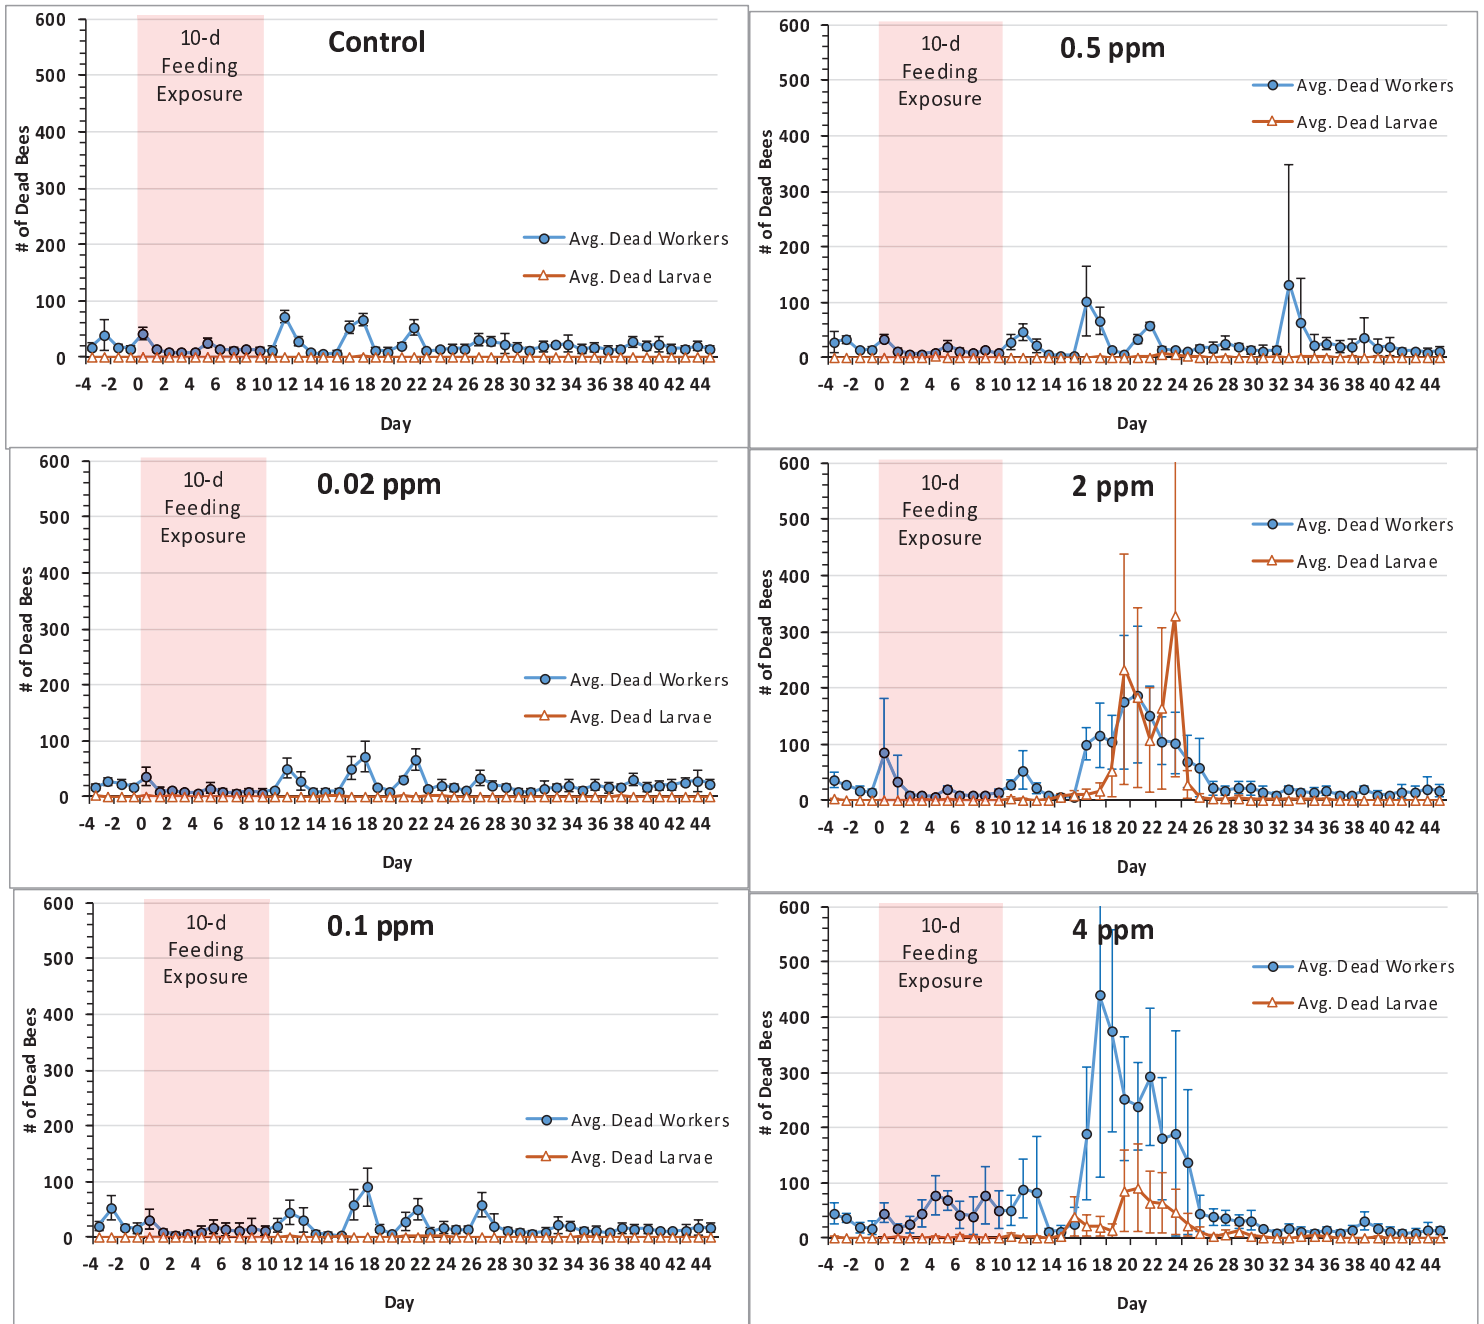 Control
10-d
Feeding
Exposure
# of Dead Bees
600
500
400
300
200
100
0
Avg. Dead Workers
Avg. Dead Larvae
-4 -2 0 2 4 6 8 10 12 14 16 18 20 22 24 26 28 30 32 34 36 38 40 42 44
Day
0.5 ppm
10-d
Feeding
Exposure
# of Dead Bees
600
500
400
300
200
100
0
Avg. Dead Workers
Avg. Dead Larvae
-4 -2 0 2 4 6 8 10 12 14 16 18 20 22 24 26 28 30 32 34 36 38 40 42 44
Day
0.02 ppm
10-d
Feeding
Exposure
# of Dead Bees
600
500
400
300
200
100
0
Avg. Dead Workers
Avg. Dead Larvae
-4 -2 0 2 4 6 8 10 12 14 16 18 20 22 24 26 28 30 32 34 36 38 40 42 44
Day
2 ppm
10-d
Feeding
Exposure
# of Dead Bees
600
500
400
300
200
100
0
Avg. Dead Workers
Avg. Dead Larvae
-4 -2 0 2 4 6 8 10 12 14 16 18 20 22 24 26 28 30 32 34 36 38 40 42 44
Day
0.1 ppm
10-d
Feeding
Exposure
# of Dead Bees
600
500
400
300
200
100
0
Avg. Dead Workers
Avg. Dead Larvae
-4 -2 0 2 4 6 8 10 12 14 16 18 20 22 24 26 28 30 32 34 36 38 40 42 44
Day
4 ppm
10-d
Feeding
Exposure
# of Dead Bees
600
500
400
300
200
100
0
Avg. Dead Workers
Avg. Dead Larvae
-4 -2 0 2 4 6 8 10 12 14 16 18 20 22 24 26 28 30 32 34 36 38 40 42 44
Day